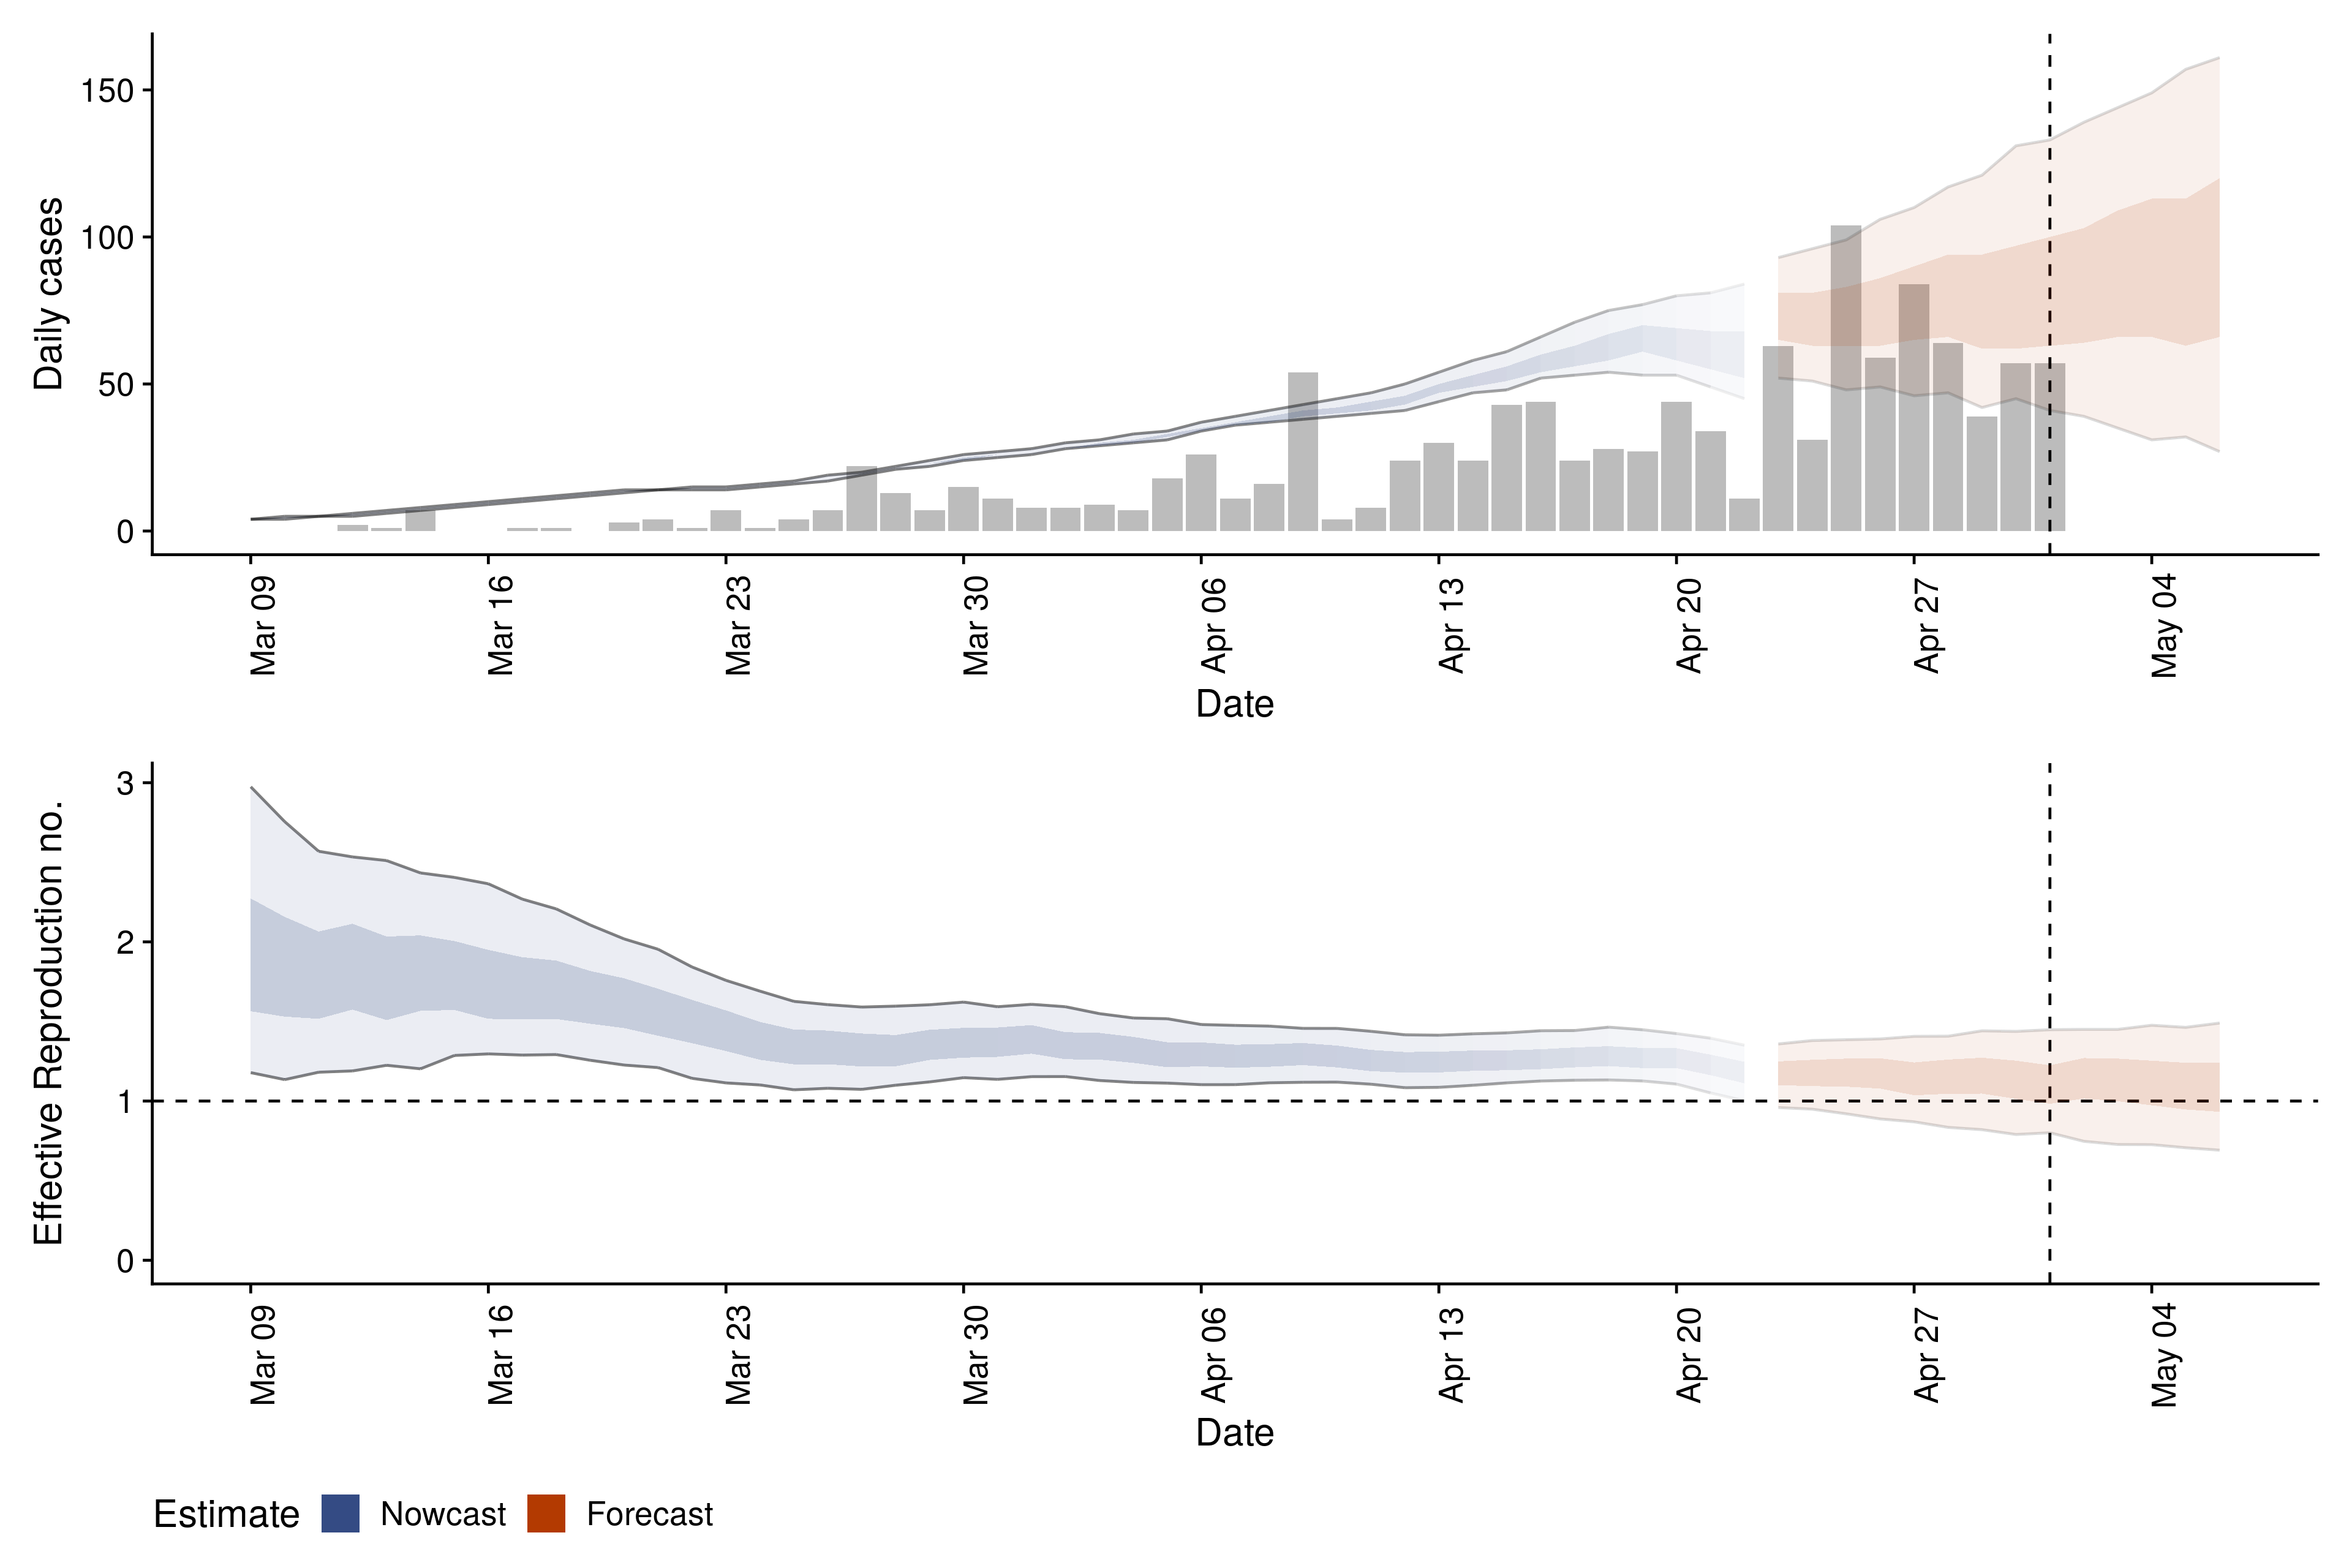 150
100
50
0
Daily cases
Mar 09
Mar 16
Mar 23
Mar 30
Apr 06
Apr 13
Apr 20
Apr 27
May 04
Date
3
2
1
0
Effective Reproduction no.
Mar 09
Mar 16
Mar 23
Mar 30
Apr 06
Apr 13
Apr 20
Apr 27
May 04
Date
Estimate Nowcast Forecast